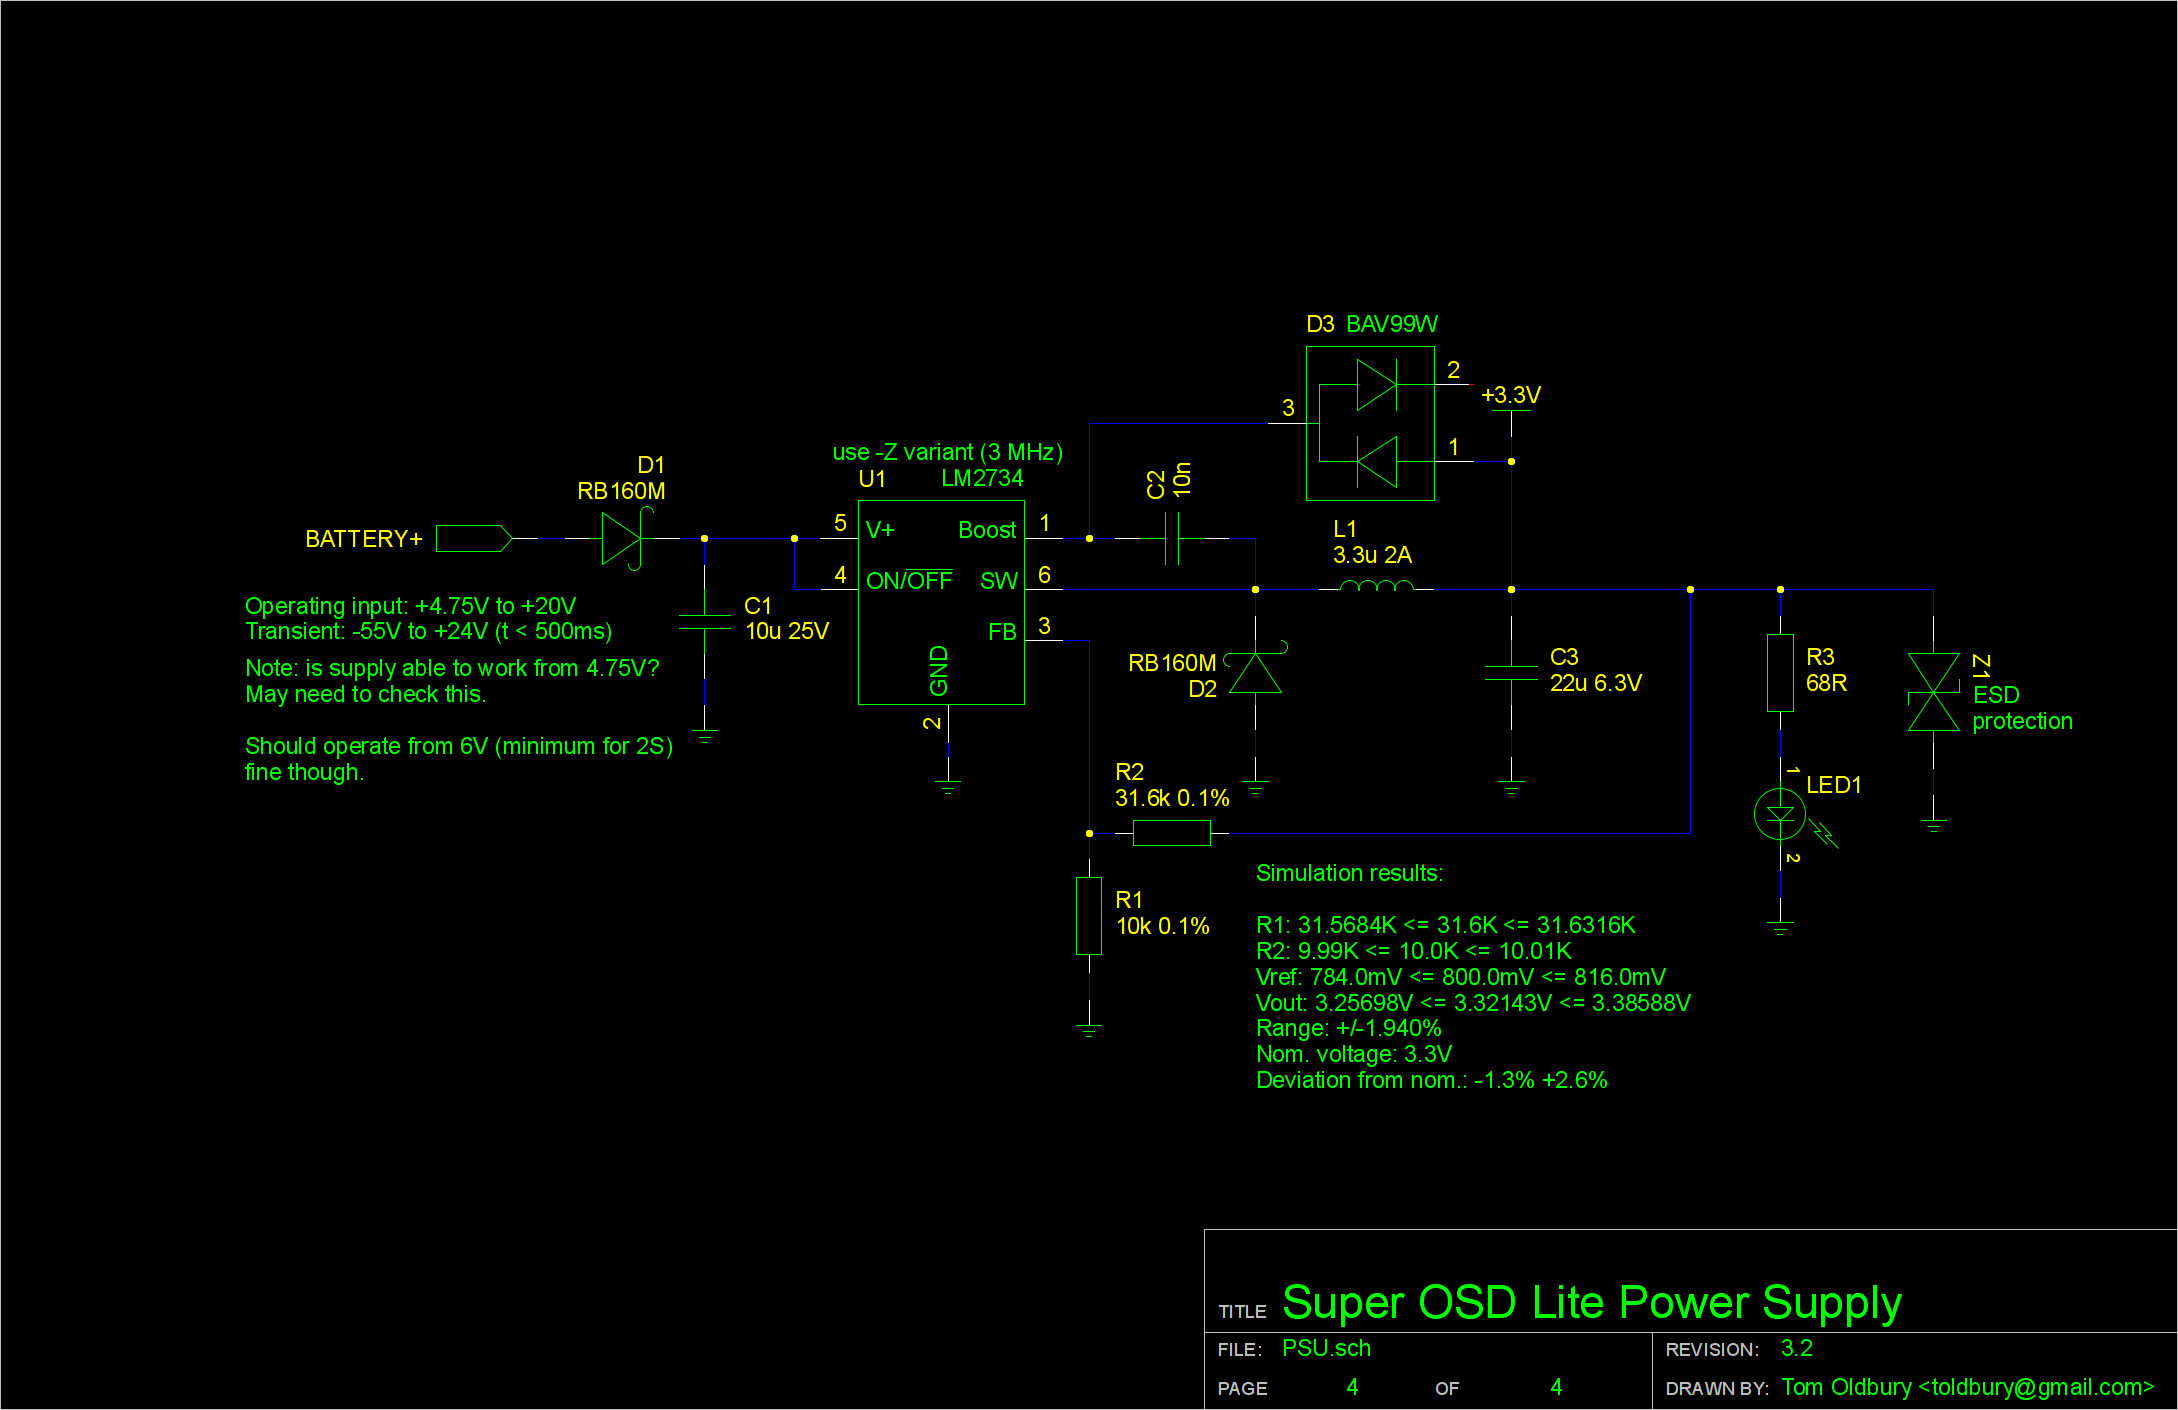 D3 BAV99W
2
+3.3V
3
1
use -Z variant (3 MHz)
U1 LM2734
D1
RB160M
C2
10n
BATTERY+
5
V+
Boost
1
4
ON/OFF
SW
6
FB
3
GND
2
L1
3.3u 2A
Operating input: +4.75V to +20V
Transient: -55V to +24V (t < 500ms)
Note: is supply able to work from 4.75V?
May need to check this.
Should operate from 6V (minimum for 2S)
fine though.
C1
10u 25V
RB160M
D2
C3
22u 6.3V
R3
68R
Z1
ESD
protection
1
LED1
2
R2
31.6k 0.1%
R1
10k 0.1%
Simulation results:
R1: 31.5684K <= 31.6K <= 31.6316K
R2: 9.99K <= 10.0K <= 10.01K
Vref: 784.0mV <= 800.0mV <= 816.0mV
Vout: 3.25698V <= 3.32143V <= 3.38588V
Range: +/-1.940%
Nom. voltage: 3.3V
Deviation from nom.: -1.3% +2.6%
TITLE Super OSD Lite Power Supply
FILE: PSU.sch
REVISION: 3.2
PAGE 4 OF 4
DRAWN BY: Tom Oldbury <toldbury@gmail.com>